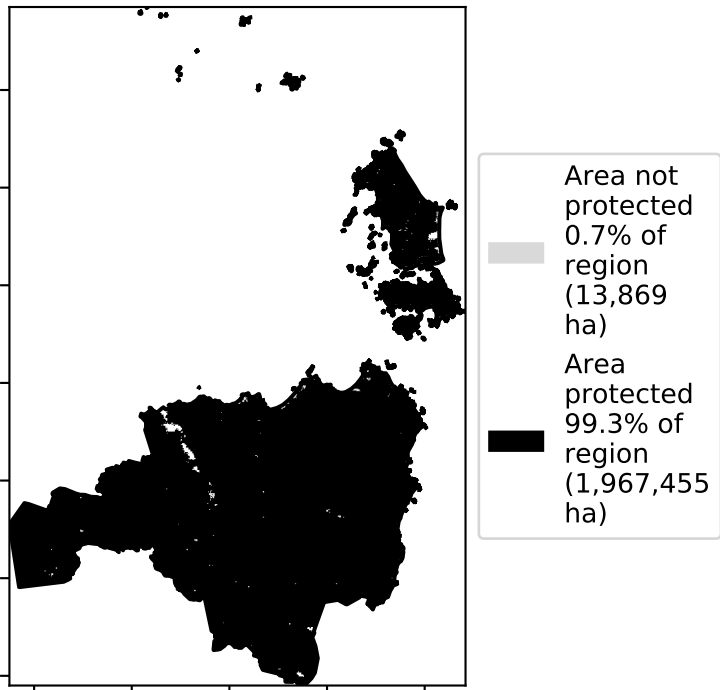 Area not
protected
0.7% of
region
(13,869
ha)
Area
protected
99.3% of
region
(1,967,455
ha)